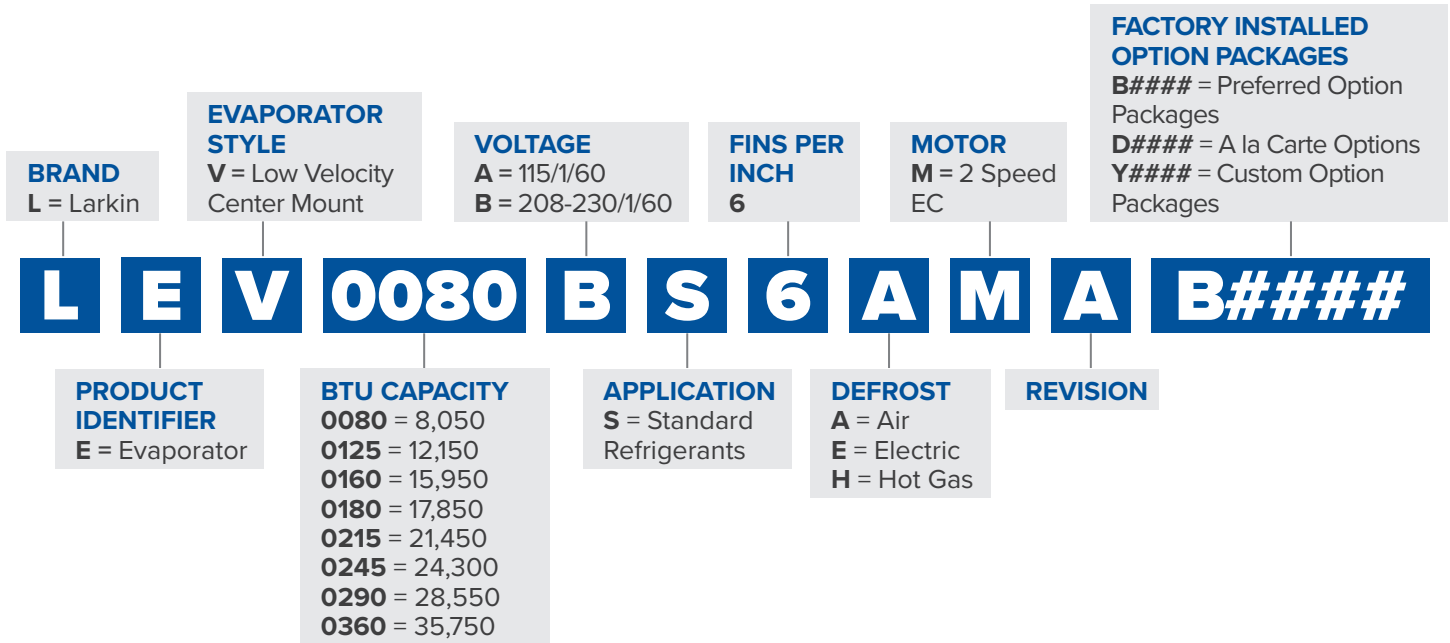 FACTORY INSTALLED
OPTION PACKAGES
B#### = Preferred Option
Packages
D#### = A la Carte Options
Y#### = Custom Option
Packages
EVAPORATOR
STYLE
V = Low Velocity
Center Mount
BRAND
L = Larkin
VOLTAGE
A = 115/1/60
B = 208-230/1/60
FINS PER
INCH
6
MOTOR
M = 2 Speed
EC
L E V 0080 B S 6 A M A B####
PRODUCT
IDENTIFIER
E = Evaporator
BTU CAPACITY
0080 = 8,050
0125 = 12,150
0160 = 15,950
0180 = 17,850
0215 = 21,450
0245 = 24,300
0290 = 28,550
0360 = 35,750
APPLICATION
S = Standard
Refrigerants
DEFROST
A = Air
E = Electric
H = Hot Gas
REVISION